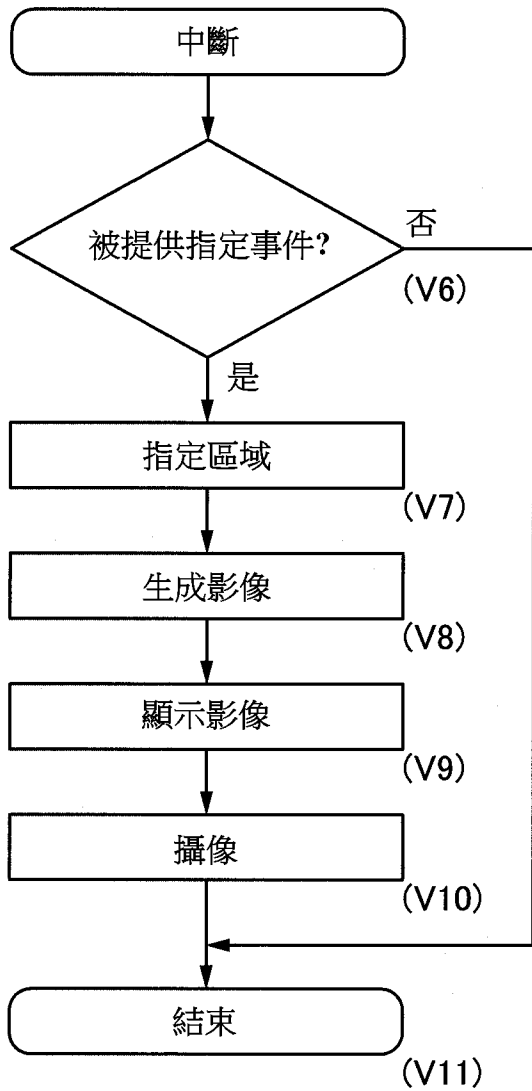 中斷
被提供指定事件?
否
(V6)
是
指定區域
(V7)
生成影像
(V8)
顯示影像
(V9)
攝像
(V10)
結束
(V11)